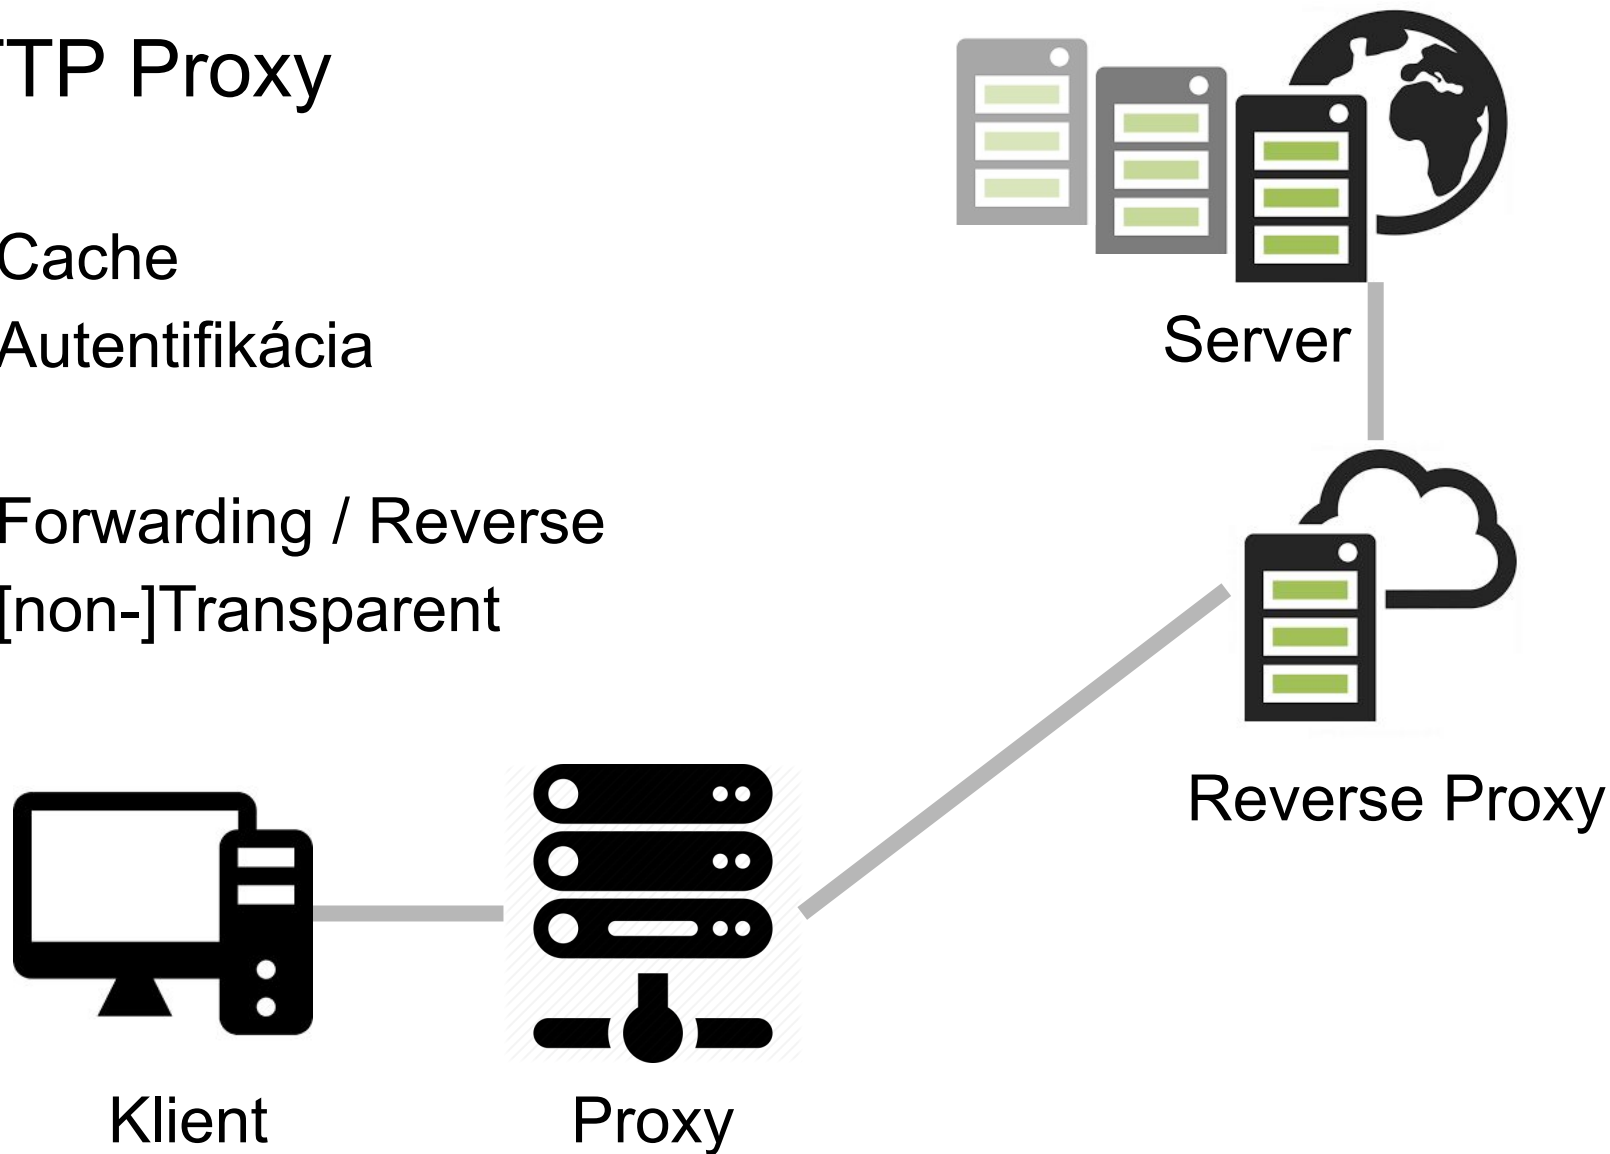 TP Proxy
Cache
Autentifikácia
Forwarding / Reverse
[non-]Transparent
Server
Reverse Proxy
Klient
Proxy